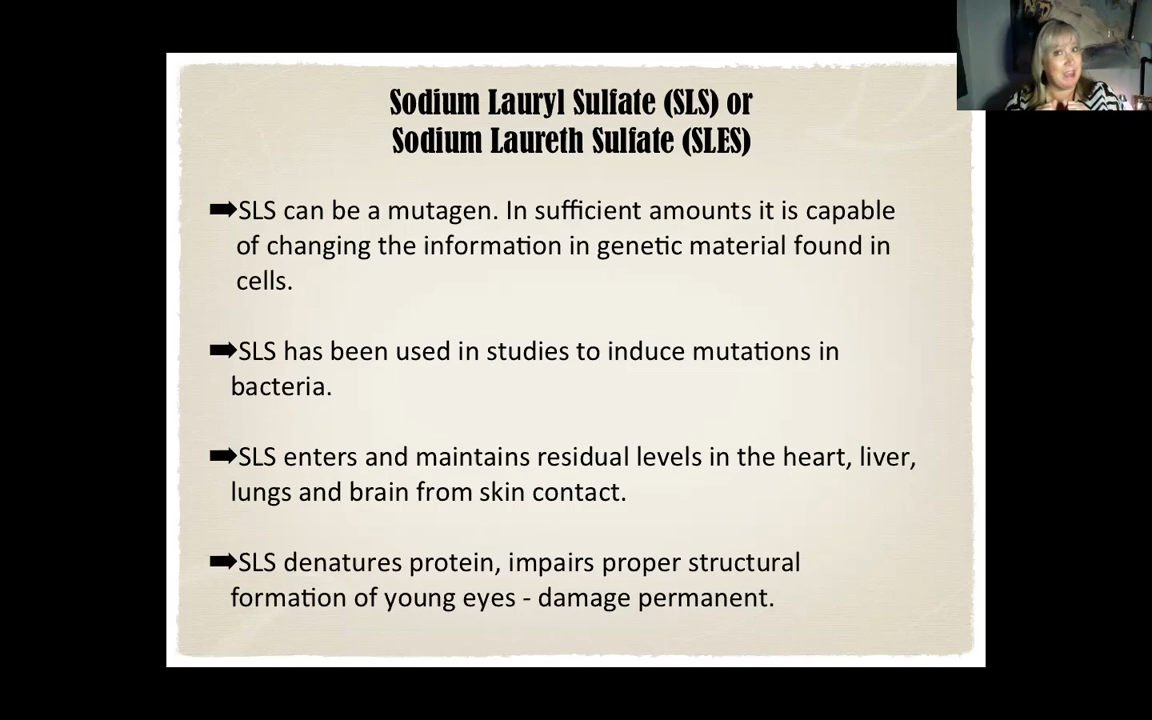 Sodium Lauryl Sulfate (SLS) or
Sodium Laureth Sulfate (SLES)
➡SLS can be a mutagen. In sufficient amounts it is capable
of changing the information in genetic material found in
cells.
➡SLS has been used in studies to induce mutations in
bacteria.
➡SLS enters and maintains residual levels in the heart, liver,
lungs and brain from skin contact.
➡SLS denatures protein, impairs proper structural
formation of young eyes - damage permanent.